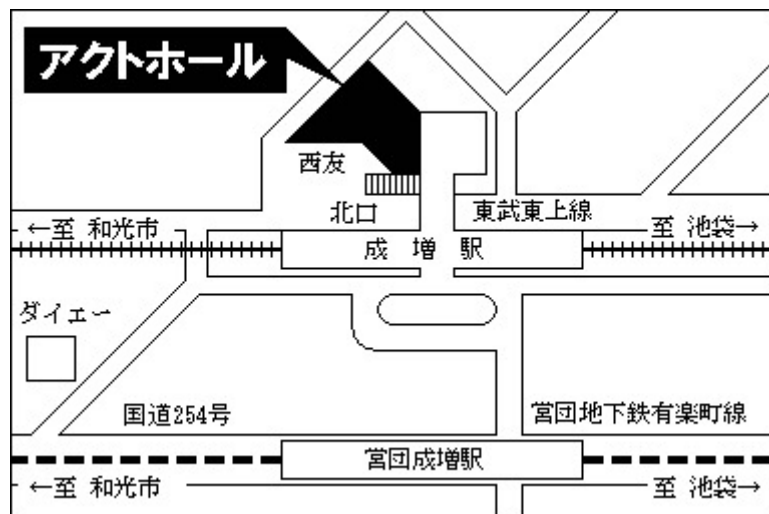 アクトホール
西友
北口
東武東上線
←至 和光市
至 池袋→
成 増 駅
ダイエー
国道254号
営団地下鉄有楽町線
営団成増駅
←至 和光市
至 池袋→